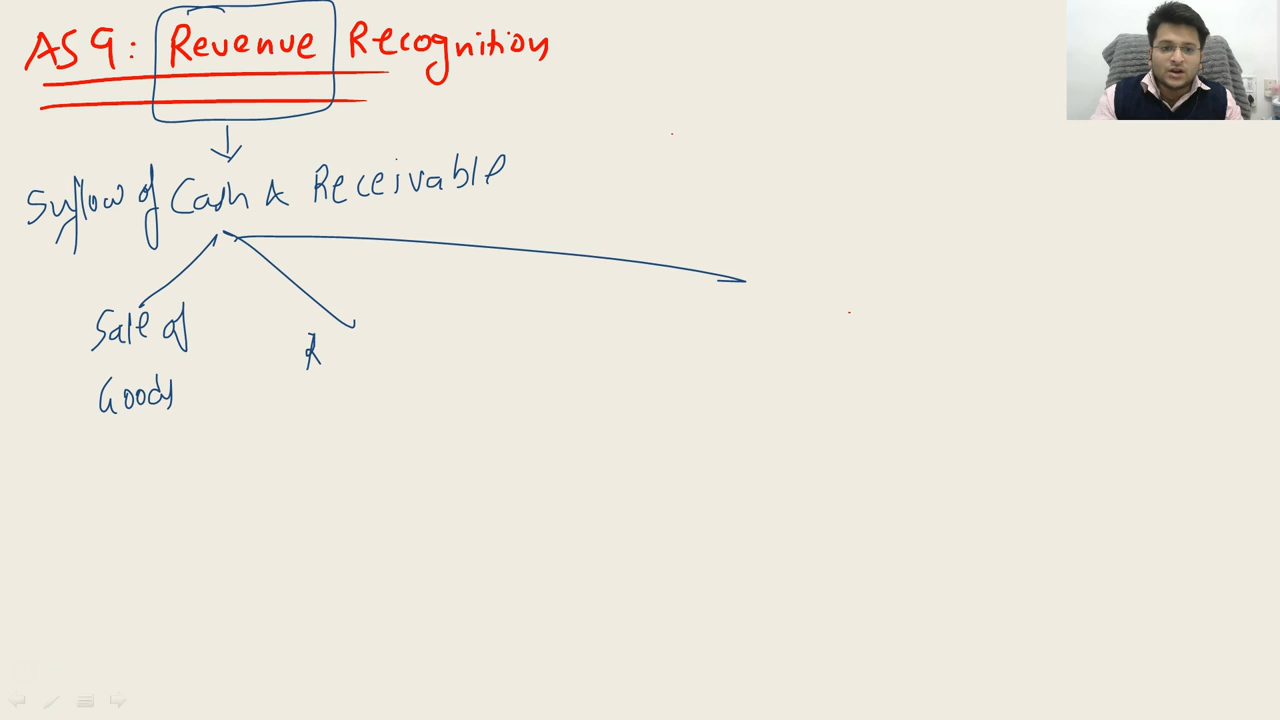 AS 9: Revenue Recognition
Inflow of Cash & Receivable
Sale of
Goods
R